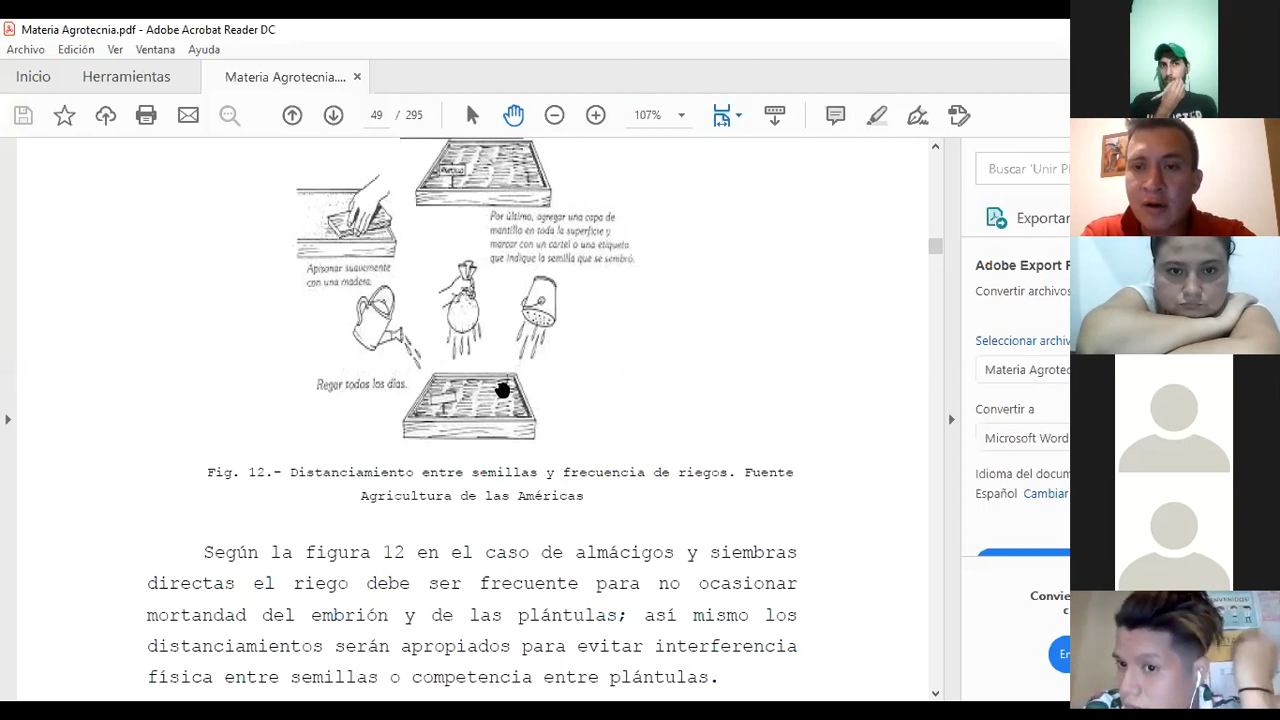 Materia Agrotecnia.pdf - Adobe Acrobat Reader DC
Archivo Edición Ver Ventana Ayuda
Inicio Herramientas Materia Agrotecnia.... ×
49 / 295 107%
Buscar 'Unir P
Exportar
Por último, agregar una capa de
mantillo en toda la superficie y
marcar con un cartel o una etiqueta
que indique la semilla que se sembró.
Apisonar suavemente
con una madera.
Regar todos los días.
Adobe Export
Convertir archivos
Seleccionar archi
Materia Agrotec
Convertir a
Microsoft Word
Idioma del docum
Español Cambiar
Fig. 12.- Distanciamiento entre semillas y frecuencia de riegos. Fuente
Agricultura de las Américas
Según la figura 12 en el caso de almácigos y siembras
directas el riego debe ser frecuente para no ocasionar
mortandad del embrión y de las plántulas; así mismo los
distanciamientos serán apropiados para evitar interferencia
física entre semillas o competencia entre plántulas.
Convie